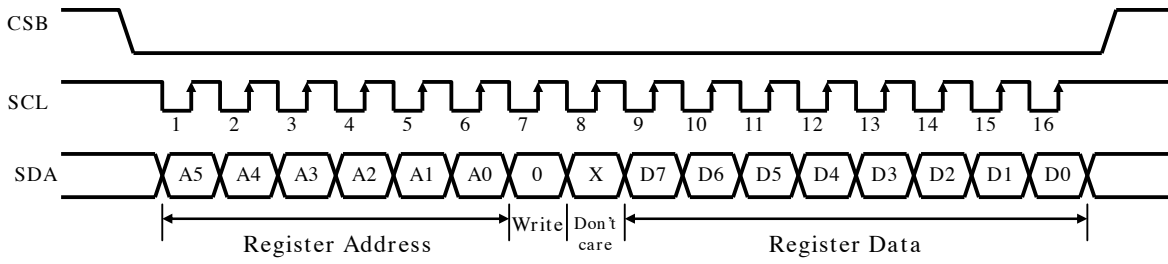 CSB
SCL
1 2 3 4 5 6 7 8 9 10 11 12 13 14 15 16
SDA A5 A4 A3 A2 A1 A0 0 X D7 D6 D5 D4 D3 D2 D1 D0
Register Address Write Don't care Register Data